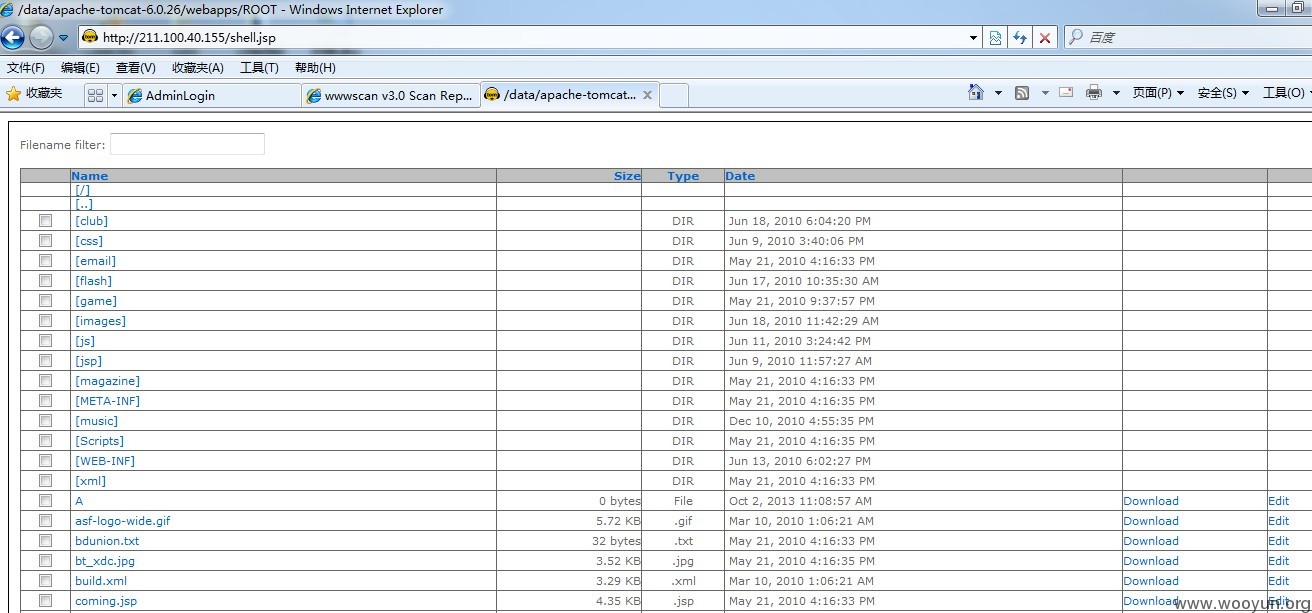 /data/apache-tomcat-6.0.26/webapps/ROOT - Windows Internet Explorer
http://211.100.40.155/shell.jsp 百度
文件(F) 编辑(E) 查看(V) 收藏夹(A) 工具(T) 帮助(H)
收藏夹 AdminLogin wwwscan v3.0 Scan Rep... /data/apache-tomcat... 页面(P) 安全(S) 工具(O)
Filename filter:
Name Size Type Date
[/]
[..]
[club] DIR Jun 18, 2010 6:04:20 PM
[css] DIR Jun 9, 2010 3:40:06 PM
[email] DIR May 21, 2010 4:16:33 PM
[flash] DIR Jun 17, 2010 10:35:30 AM
[game] DIR May 21, 2010 9:37:57 PM
[images] DIR Jun 18, 2010 11:42:29 AM
[js] DIR Jun 11, 2010 3:24:42 PM
[jsp] DIR Jun 9, 2010 11:57:27 AM
[magazine] DIR May 21, 2010 4:16:33 PM
[META-INF] DIR May 21, 2010 4:16:35 PM
[music] DIR Dec 10, 2010 4:55:35 PM
[Scripts] DIR May 21, 2010 4:16:35 PM
[WEB-INF] DIR Jun 13, 2010 6:02:27 PM
[xml] DIR May 21, 2010 4:16:33 PM
A 0 bytes File Oct 2, 2013 11:08:57 AM Download Edit
asf-logo-wide.gif 5.72 KB .gif Mar 10, 2010 1:06:21 AM Download Edit
bdunion.txt 32 bytes .txt May 21, 2010 4:16:33 PM Download Edit
bt_xdc.jpg 3.52 KB .jpg May 21, 2010 4:16:35 PM Download Edit
build.xml 3.29 KB .xml Mar 10, 2010 1:06:21 AM Download Edit
coming.jsp 4.35 KB .jsp May 21, 2010 4:16:33 PM Download Edit
www.wooyun.org